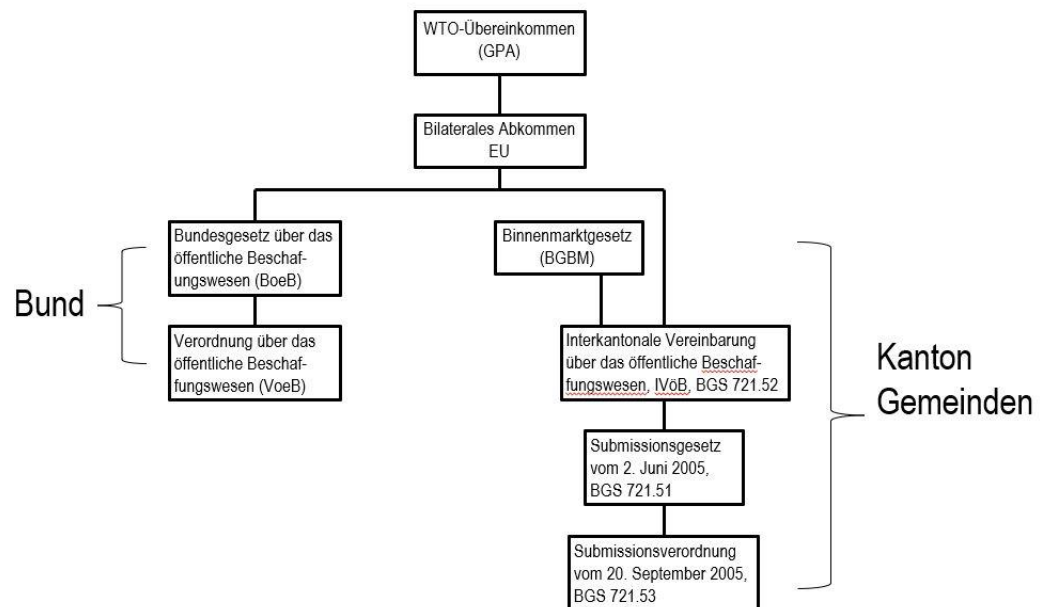 WTO-Übereinkommen
(GPA)
Bilaterales Abkommen
EU
Bund
Bundesgesetz über das
öffentliche Beschaf-
ungswesen (BoeB)
Verordnung über das
öffentliche Beschaf-
fungswesen (VoeB)
Binnenmarktgesetz
(BGBM)
Interkantonale Vereinbarung
über das öffentliche Beschaf-
fungswesen, IVöB, BGS 721.52
Submissionsgesetz
vom 2. Juni 2005,
BGS 721.51
Submissionsverordnung
vom 20. September 2005,
BGS 721.53
Kanton
Gemeinden